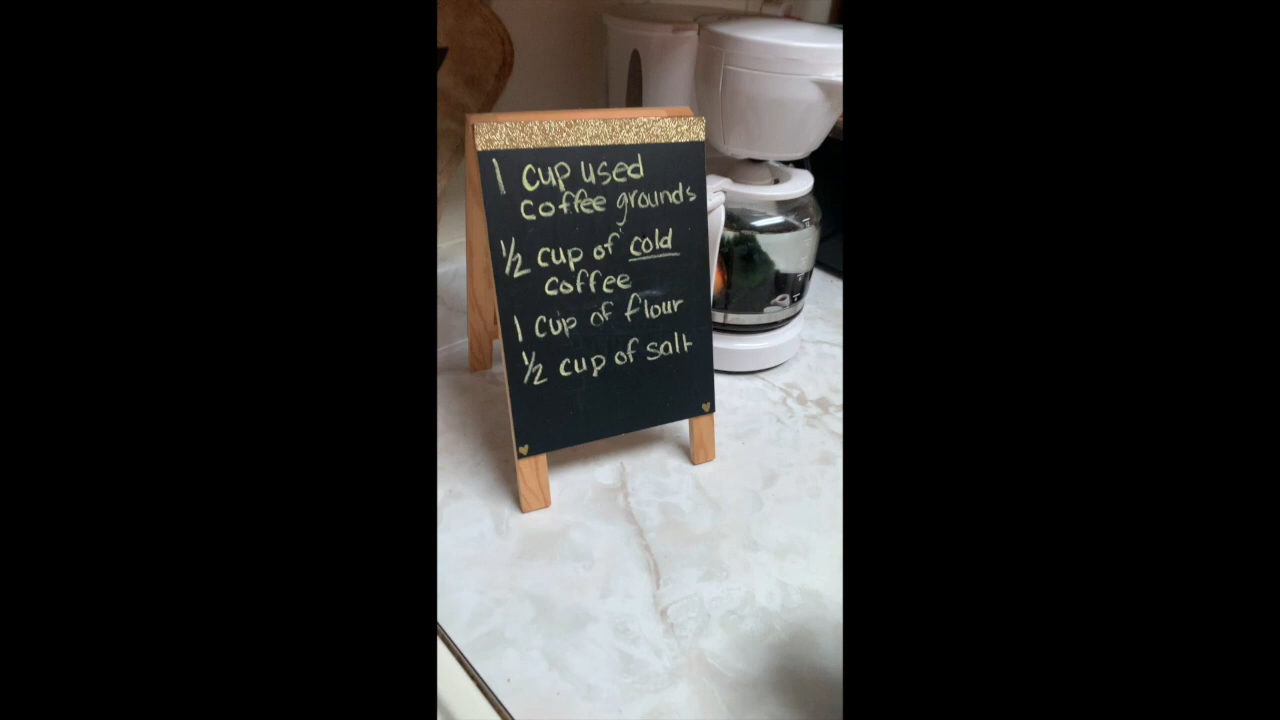 1 cup used
coffee grounds
1/2 cup of cold
coffee
1 cup of flour
1/2 cup of salt